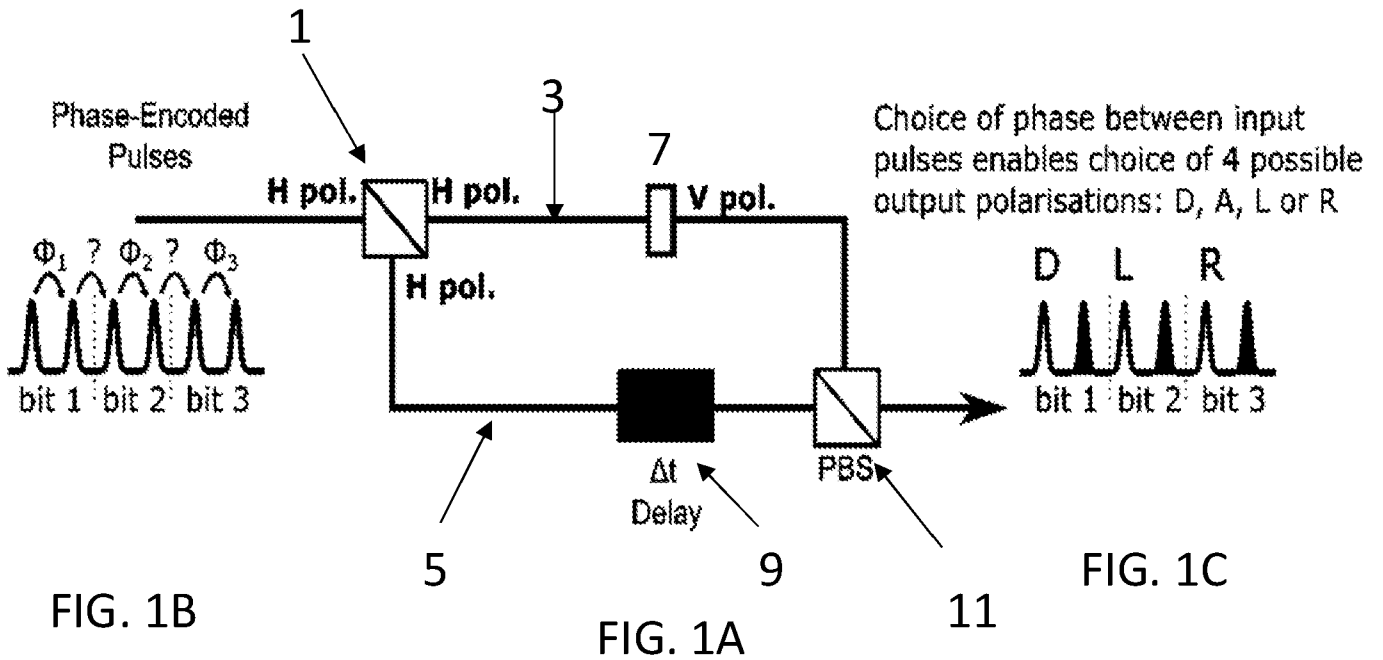 1
3
7
Phase-Encoded
Pulses
H pol.
H pol.
V pol.
H pol.
Choice of phase between input
pulses enables choice of 4 possible
output polarisations: D, A, L or R
Φ1 ? Φ2 ? Φ3
bit 1 bit 2 bit 3
D L R
bit 1 bit 2 bit 3
PBS
Δt
Delay
5
9
11
FIG. 1B
FIG. 1A
FIG. 1C